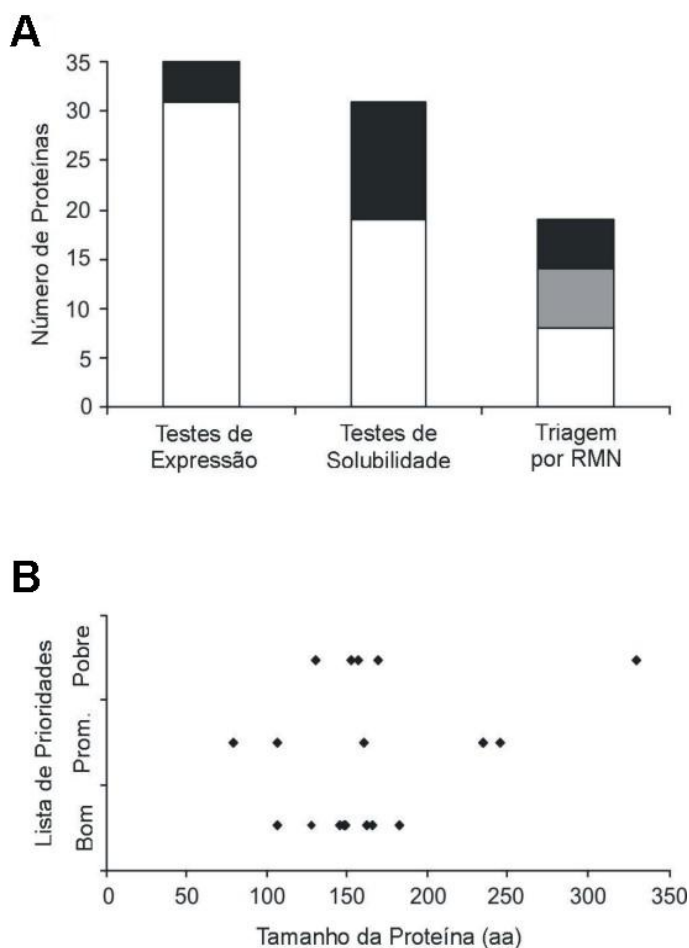 A
35
30
25
20
15
10
5
0
Número de Proteínas
Testes de
Expressão
Testes de
Solubilidade
Triagem
por RMN
B
Lista de Prioridades
Pobre
Prom.
Bom
0 50 100 150 200 250 300 350
Tamanho da Proteína (aa)